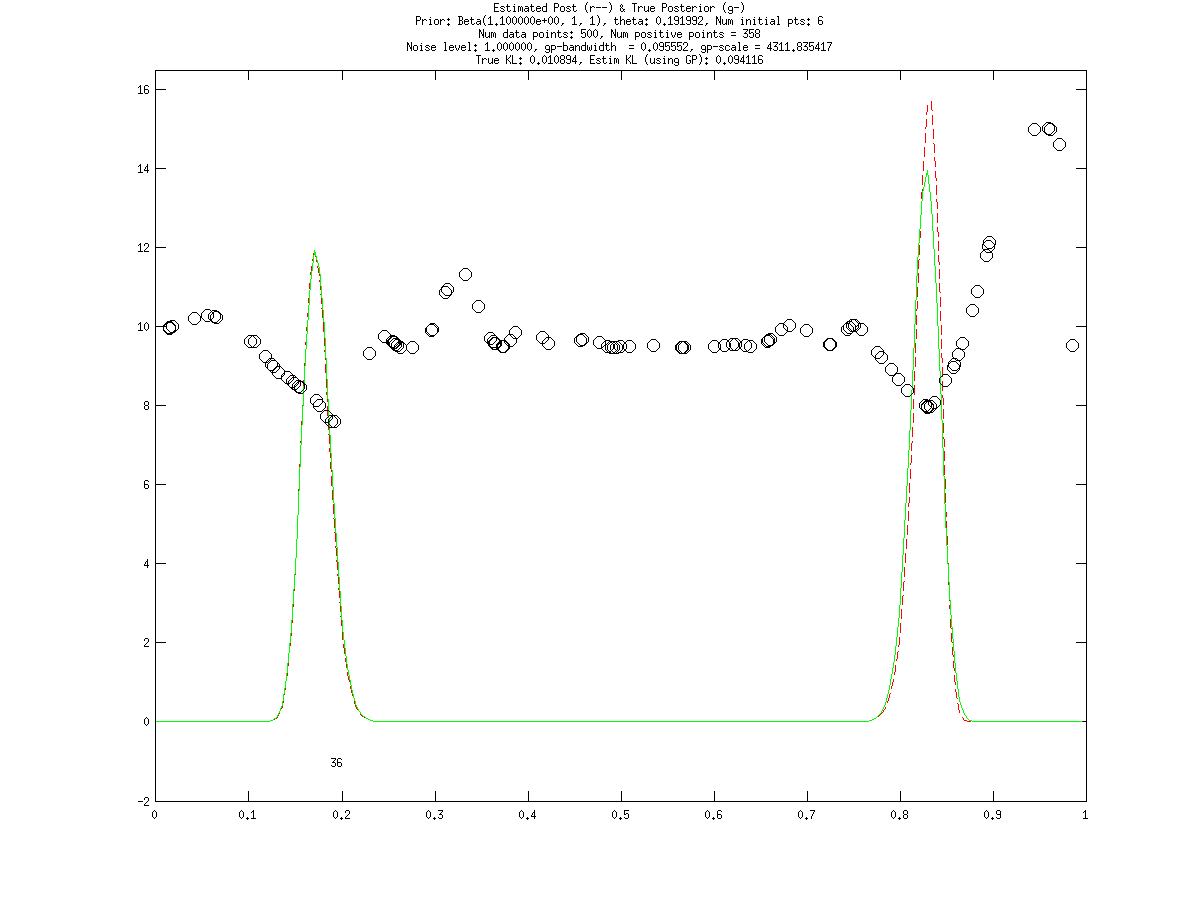 Estimated Post (r--) & True Posterior (g-)
Prior: Beta(1.100000e+00, 1, 1), theta: 0.191992, Num initial pts: 6
Num data points: 500, Num positive points = 358
Noise level: 1.000000, gp-bandwidth  = 0.095552, gp-scale = 4311.835417
True KL: 0.010894, Estim KL (using GP): 0.094116
16
14
12
10
8
6
4
2
0
-2
36
0 0.1 0.2 0.3 0.4 0.5 0.6 0.7 0.8 0.9 1